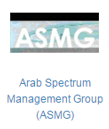 ASMG
Arab Spectrum
Management Group
(ASMG)